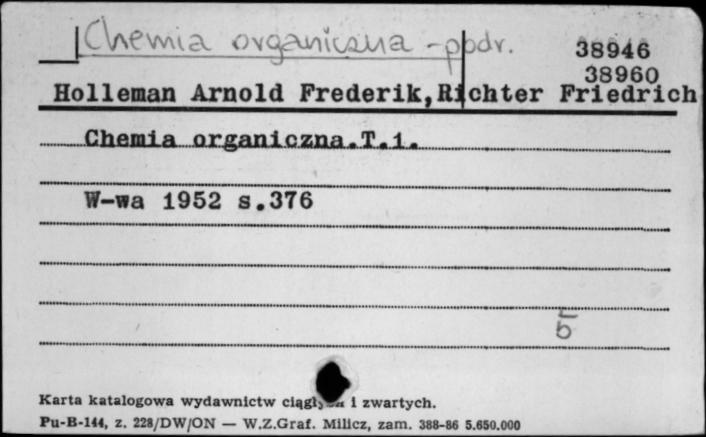 Chemia organiczna - podr.
38946
38960
Holleman Arnold Frederik,Richter Friedrich
Chemia organiczna.T.1.
W-wa 1952 s.376
5
Karta katalogowa wydawnictw ciągłych i zwartych.
Pu-B-144, z. 228/DW/ON — W.Z.Graf. Milicz, zam. 388-86 5.650.000